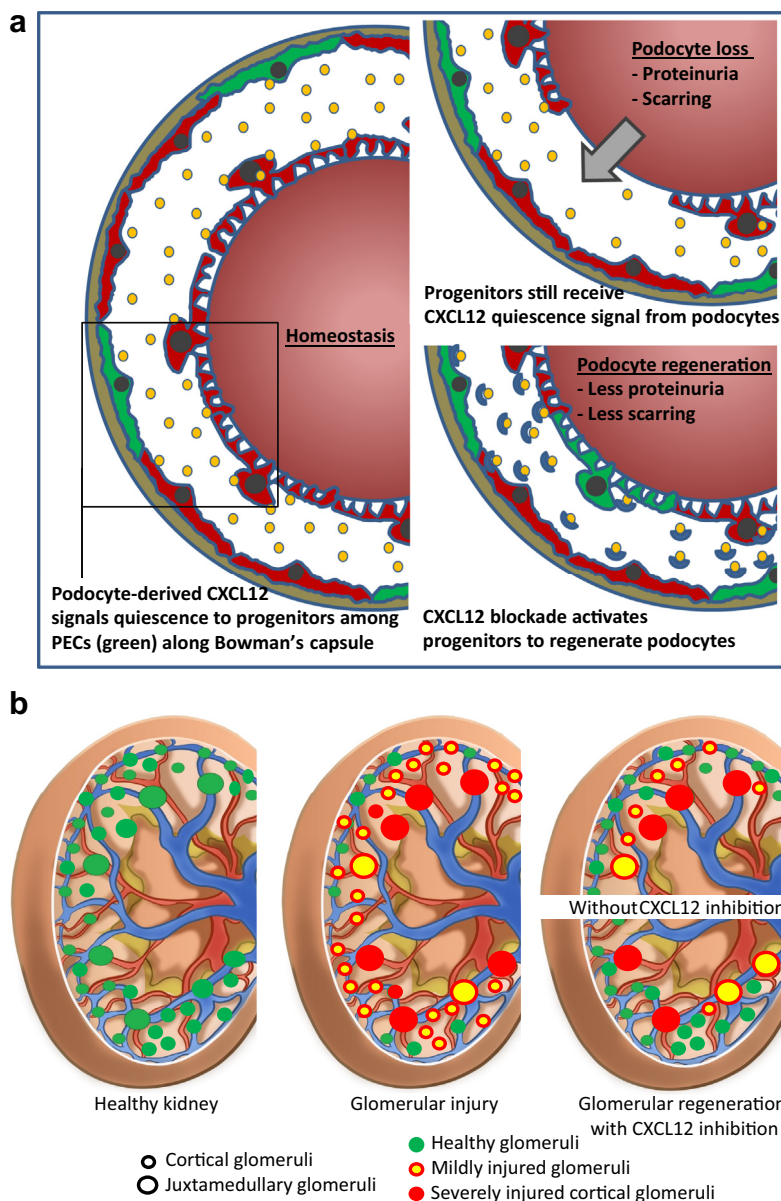 a
Podocyte loss
- Proteinuria
- Scarring
Homeostasis
Progenitors still receive
CXCL12 quiescence signal from podocytes
Podocyte regeneration
- Less proteinuria
- Less scarring
Podocyte-derived CXCL12
signals quiescence to progenitors among
PECs (green) along Bowman's capsule
CXCL12 blockade activates
progenitors to regenerate podocytes
b
Without CXCL12 inhibition
Healthy kidney
Glomerular injury
Glomerular regeneration
with CXCL12 inhibition
Cortical glomeruli
Juxtamedullary glomeruli
Healthy glomeruli
Mildly injured glomeruli
Severely injured cortical glomeruli